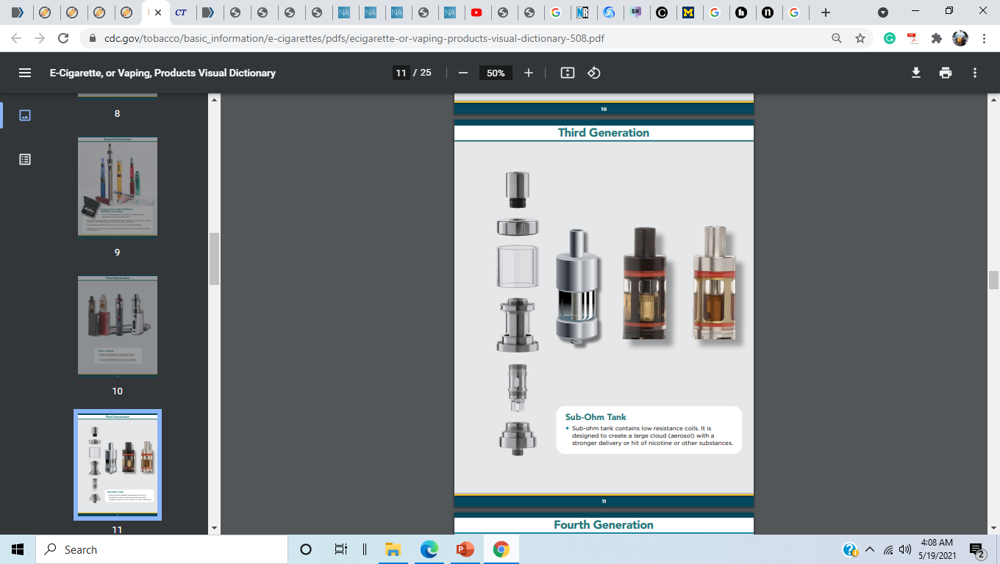 CT
NA
NA
NA
NA
NR
SH
cdc.gov/tobacco/basic_information/e-cigarettes/pdfs/ecigarette-or-vaping-products-visual-dictionary-508.pdf
E-Cigarette, or Vaping, Products Visual Dictionary
11 / 25
50%
8
Second Generation
9
Third Generation
10
Third Generation
Sub-Ohm Tank
11
10
Third Generation
Sub-Ohm Tank
• Sub-ohm tank contains low resistance coils. It is
designed to create a large cloud (aerosol) with a
stronger delivery or hit of nicotine or other substances.
11
Fourth Generation
Search
4:08 AM
5/19/2021
2